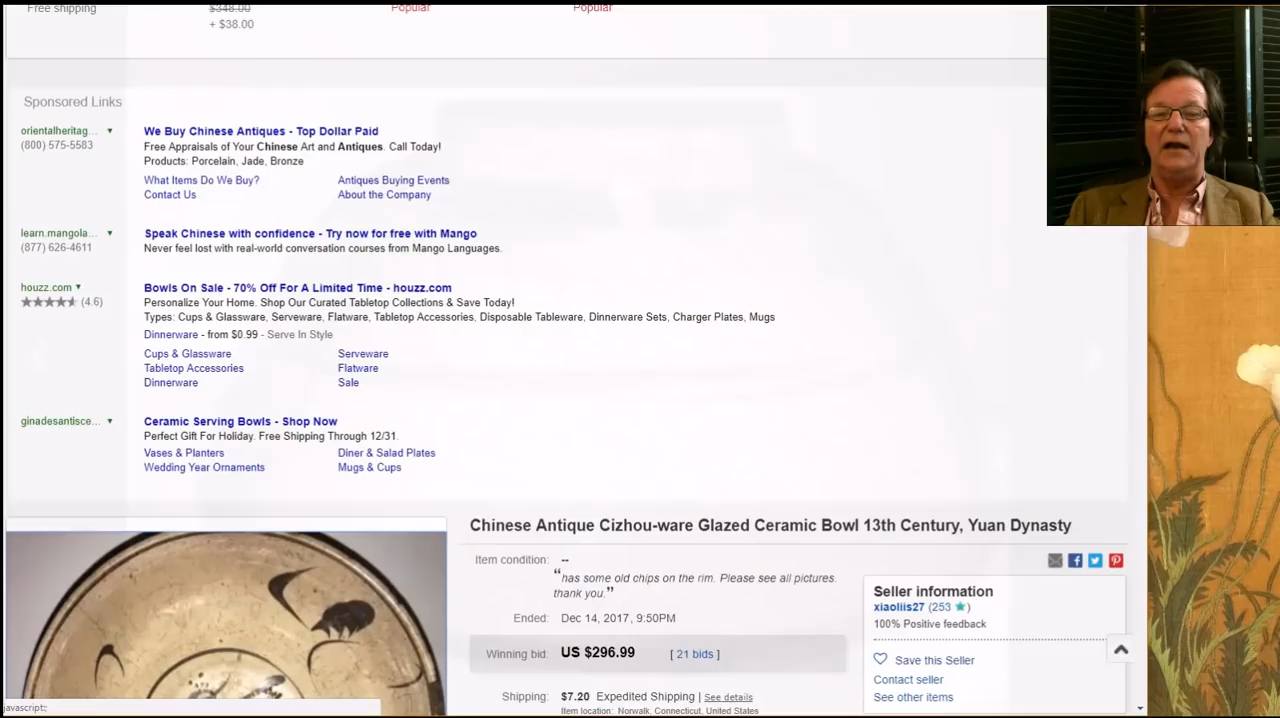 Free shipping
$348.00
Popular
Popular
+ $38.00
Sponsored Links
orientalheritag... ▼
(800) 575-5583
We Buy Chinese Antiques - Top Dollar Paid
Free Appraisals of Your Chinese Art and Antiques. Call Today!
Products: Porcelain, Jade, Bronze
What Items Do We Buy?
Antiques Buying Events
Contact Us
About the Company
learn.mangola... ▼
(877) 626-4611
Speak Chinese with confidence - Try now for free with Mango
Never feel lost with real-world conversation courses from Mango Languages.
houzz.com ▼
★★★★★ (4.6)
Bowls On Sale - 70% Off For A Limited Time - houzz.com
Personalize Your Home. Shop Our Curated Tabletop Collections & Save Today!
Types: Cups & Glassware, Serveware, Flatware, Tabletop Accessories, Disposable Tableware, Dinnerware Sets, Charger Plates, Mugs
Dinnerware - from $0.99 - Serve In Style
Cups & Glassware
Serveware
Tabletop Accessories
Flatware
Dinnerware
Sale
ginadesantisce... ▼
Ceramic Serving Bowls - Shop Now
Perfect Gift For Holiday. Free Shipping Through 12/31.
Vases & Planters
Diner & Salad Plates
Wedding Year Ornaments
Mugs & Cups
Chinese Antique Cizhou-ware Glazed Ceramic Bowl 13th Century, Yuan Dynasty
Item condition: --
“has some old chips on the rim. Please see all pictures.
thank you.”
Ended: Dec 14, 2017, 9:50PM
Winning bid: US $296.99 [ 21 bids ]
Shipping: $7.20 Expedited Shipping | See details
Item location: Norwalk, Connecticut, United States
Seller information
xiaoliis27 (253 ★)
100% Positive feedback
Save this Seller
Contact seller
See other items
javascript:;